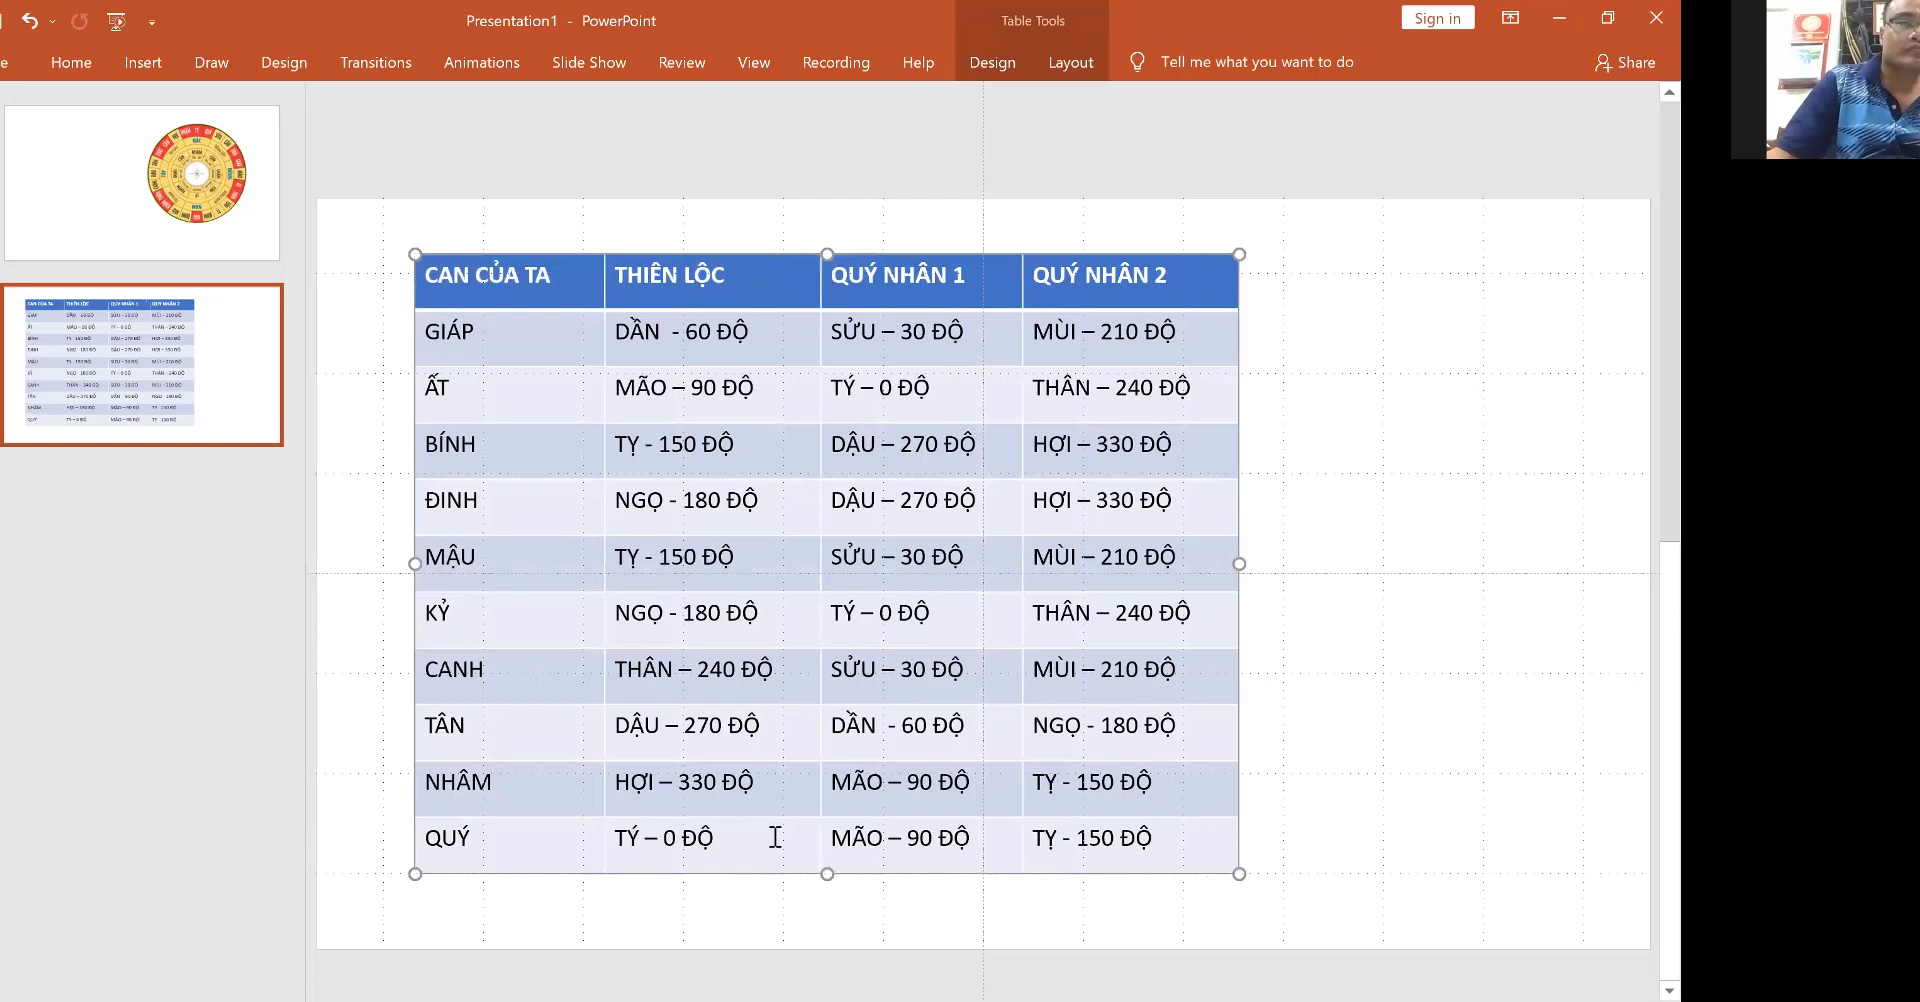 Presentation1 - PowerPoint
Table Tools
Sign in
e Home Insert Draw Design Transitions Animations Slide Show Review View Recording Help Design Layout Tell me what you want to do Share
CAN CỦA TA THIÊN LỘC QUÝ NHÂN 1 QUÝ NHÂN 2
GIÁP DẦN - 60 ĐỘ SỬU – 30 ĐỘ MÙI – 210 ĐỘ
ẤT MÃO – 90 ĐỘ TÝ – 0 ĐỘ THÂN – 240 ĐỘ
BÍNH TỴ - 150 ĐỘ DẬU – 270 ĐỘ HỢI – 330 ĐỘ
ĐINH NGỌ - 180 ĐỘ DẬU – 270 ĐỘ HỢI – 330 ĐỘ
MẬU TỴ - 150 ĐỘ SỬU – 30 ĐỘ MÙI – 210 ĐỘ
KỶ NGỌ - 180 ĐỘ TÝ – 0 ĐỘ THÂN – 240 ĐỘ
CANH THÂN – 240 ĐỘ SỬU – 30 ĐỘ MÙI – 210 ĐỘ
TÂN DẬU – 270 ĐỘ DẦN - 60 ĐỘ NGỌ - 180 ĐỘ
NHÂM HỢI – 330 ĐỘ MÃO – 90 ĐỘ TỴ - 150 ĐỘ
QUÝ TÝ – 0 ĐỘ MÃO – 90 ĐỘ TỴ - 150 ĐỘ